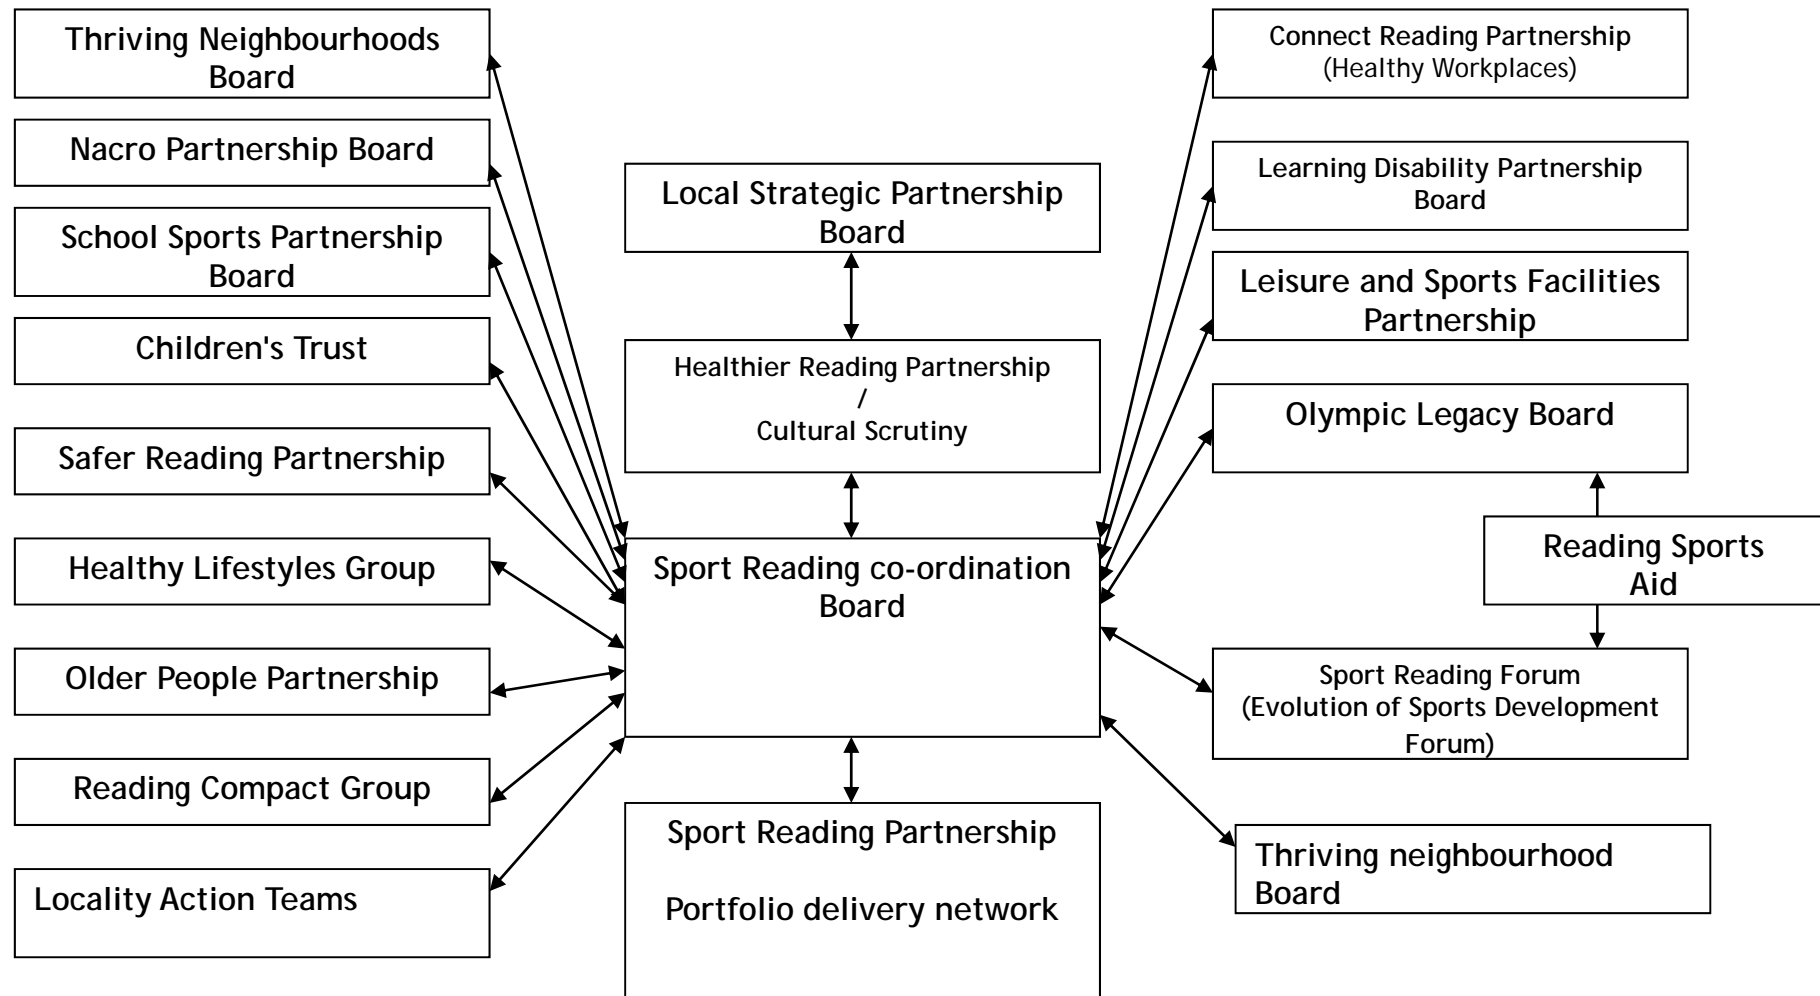 Thriving Neighbourhoods
Board
Nacro Partnership Board
School Sports Partnership
Board
Children's Trust
Safer Reading Partnership
Healthy Lifestyles Group
Older People Partnership
Reading Compact Group
Locality Action Teams
Local Strategic Partnership
Board
Healthier Reading Partnership
/
Cultural Scrutiny
Sport Reading co-ordination
Board
Sport Reading Partnership
Portfolio delivery network
Connect Reading Partnership
(Healthy Workplaces)
Learning Disability Partnership
Board
Leisure and Sports Facilities
Partnership
Olympic Legacy Board
Reading Sports
Aid
Sport Reading Forum
(Evolution of Sports Development
Forum)
Thriving neighbourhood
Board